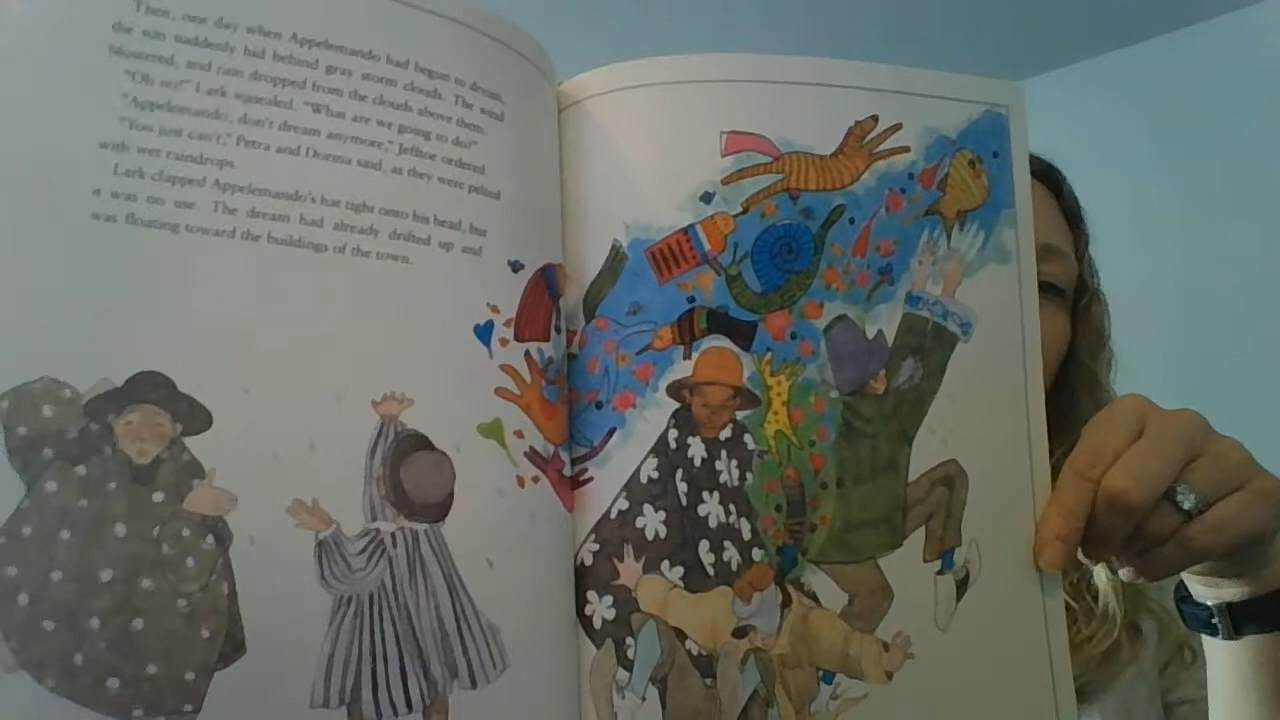 Then, one day when Appelemando had begun to dream,
the sun suddenly hid behind gray storm clouds. The wind
blowered, and rain dropped from the clouds above them.
"Oh no!" Lark squealed. "What are we going to do?"
"Appelemando, don't dream anymore," Jeffroe ordered.
"You just can't," Petra and Dorma said, as they were pelted
with wet raindrops.
Lark clapped Appelemando's hat tight onto his head, but
it was no use. The dream had already drifted up and
was floating toward the buildings of the town.